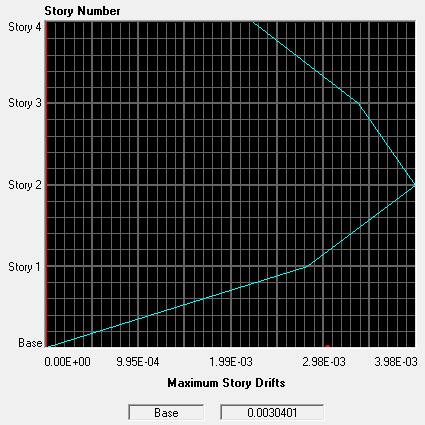 Story Number
Story 4
Story 3
Story 2
Story 1
Base
0.00E+00 9.95E-04 1.99E-03 2.98E-03 3.98E-03
Maximum Story Drifts
Base 0.0030401